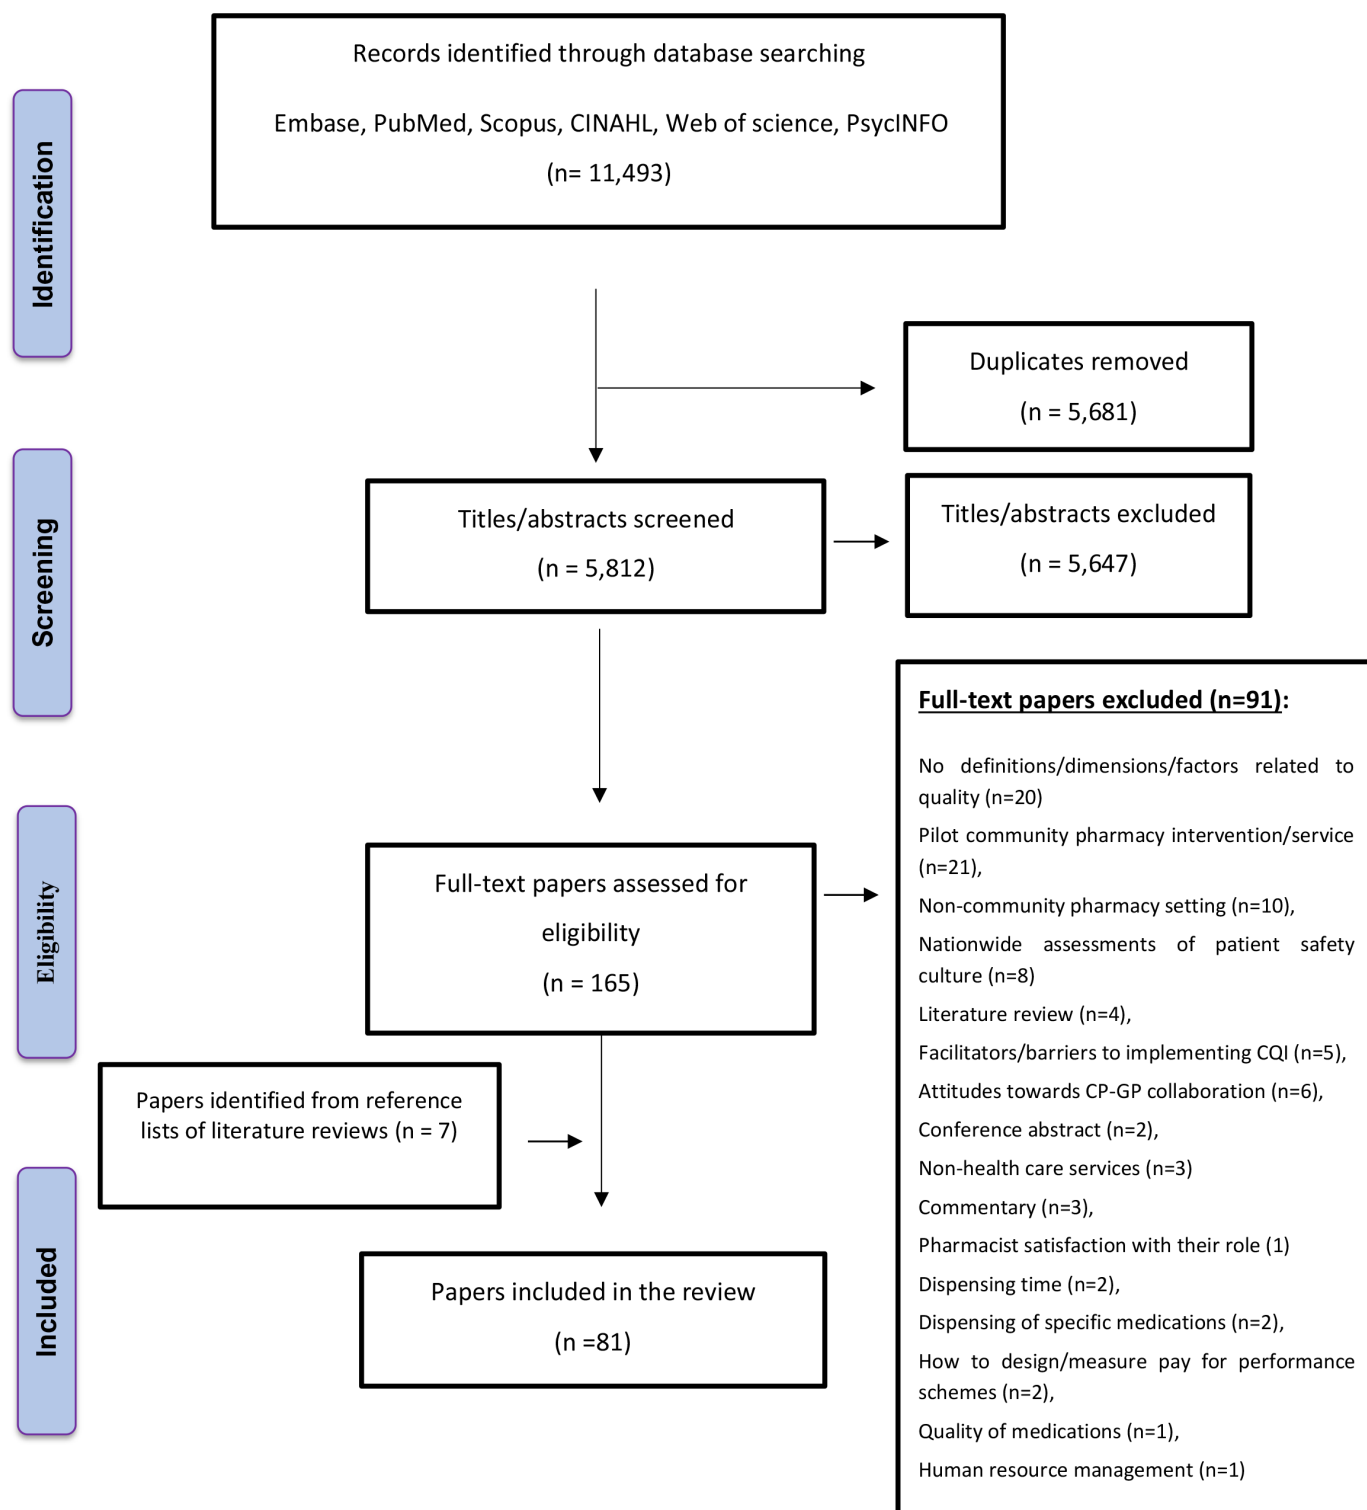 Identification
Records identified through database searching
Embase, PubMed, Scopus, CINAHL, Web of science, PsycINFO
(n= 11,493)
Duplicates removed
(n = 5,681)
Screening
Titles/abstracts screened
(n = 5,812)
Titles/abstracts excluded
(n = 5,647)
Eligibility
Full-text papers assessed for
eligibility
(n = 165)
Full-text papers excluded (n=91):
No definitions/dimensions/factors related to
quality (n=20)
Pilot community pharmacy intervention/service
(n=21),
Non-community pharmacy setting (n=10),
Nationwide assessments of patient safety
culture (n=8)
Literature review (n=4),
Facilitators/barriers to implementing CQI (n=5),
Attitudes towards CP-GP collaboration (n=6),
Conference abstract (n=2),
Non-health care services (n=3)
Commentary (n=3),
Pharmacist satisfaction with their role (1)
Dispensing time (n=2),
Dispensing of specific medications (n=2),
How to design/measure pay for performance
schemes (n=2),
Quality of medications (n=1),
Human resource management (n=1)
Papers identified from reference
lists of literature reviews (n = 7)
Included
Papers included in the review
(n =81)